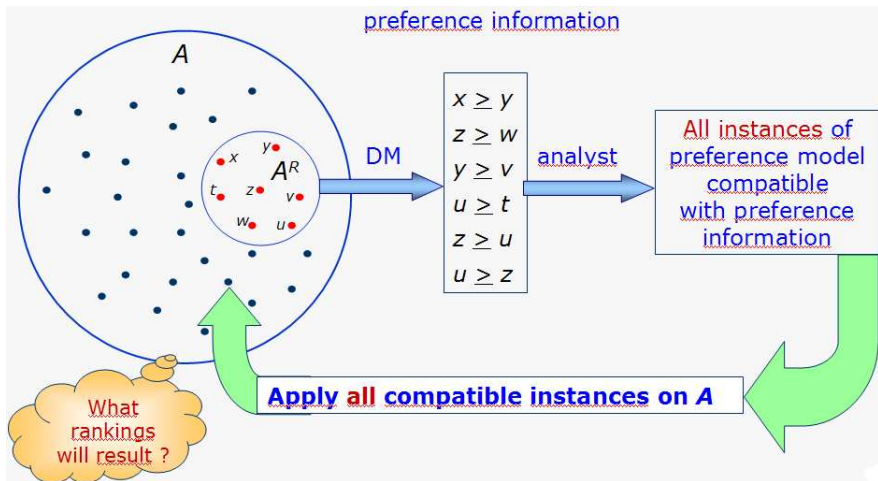 preference information
A
x
y
A^R
t
z
v
w
u
DM
x ≥ y
z ≥ w
y ≥ v
u ≥ t
z ≥ u
u ≥ z
analyst
All instances of
preference model
compatible
with preference
information
Apply all compatible instances on A
What
rankings
will result ?